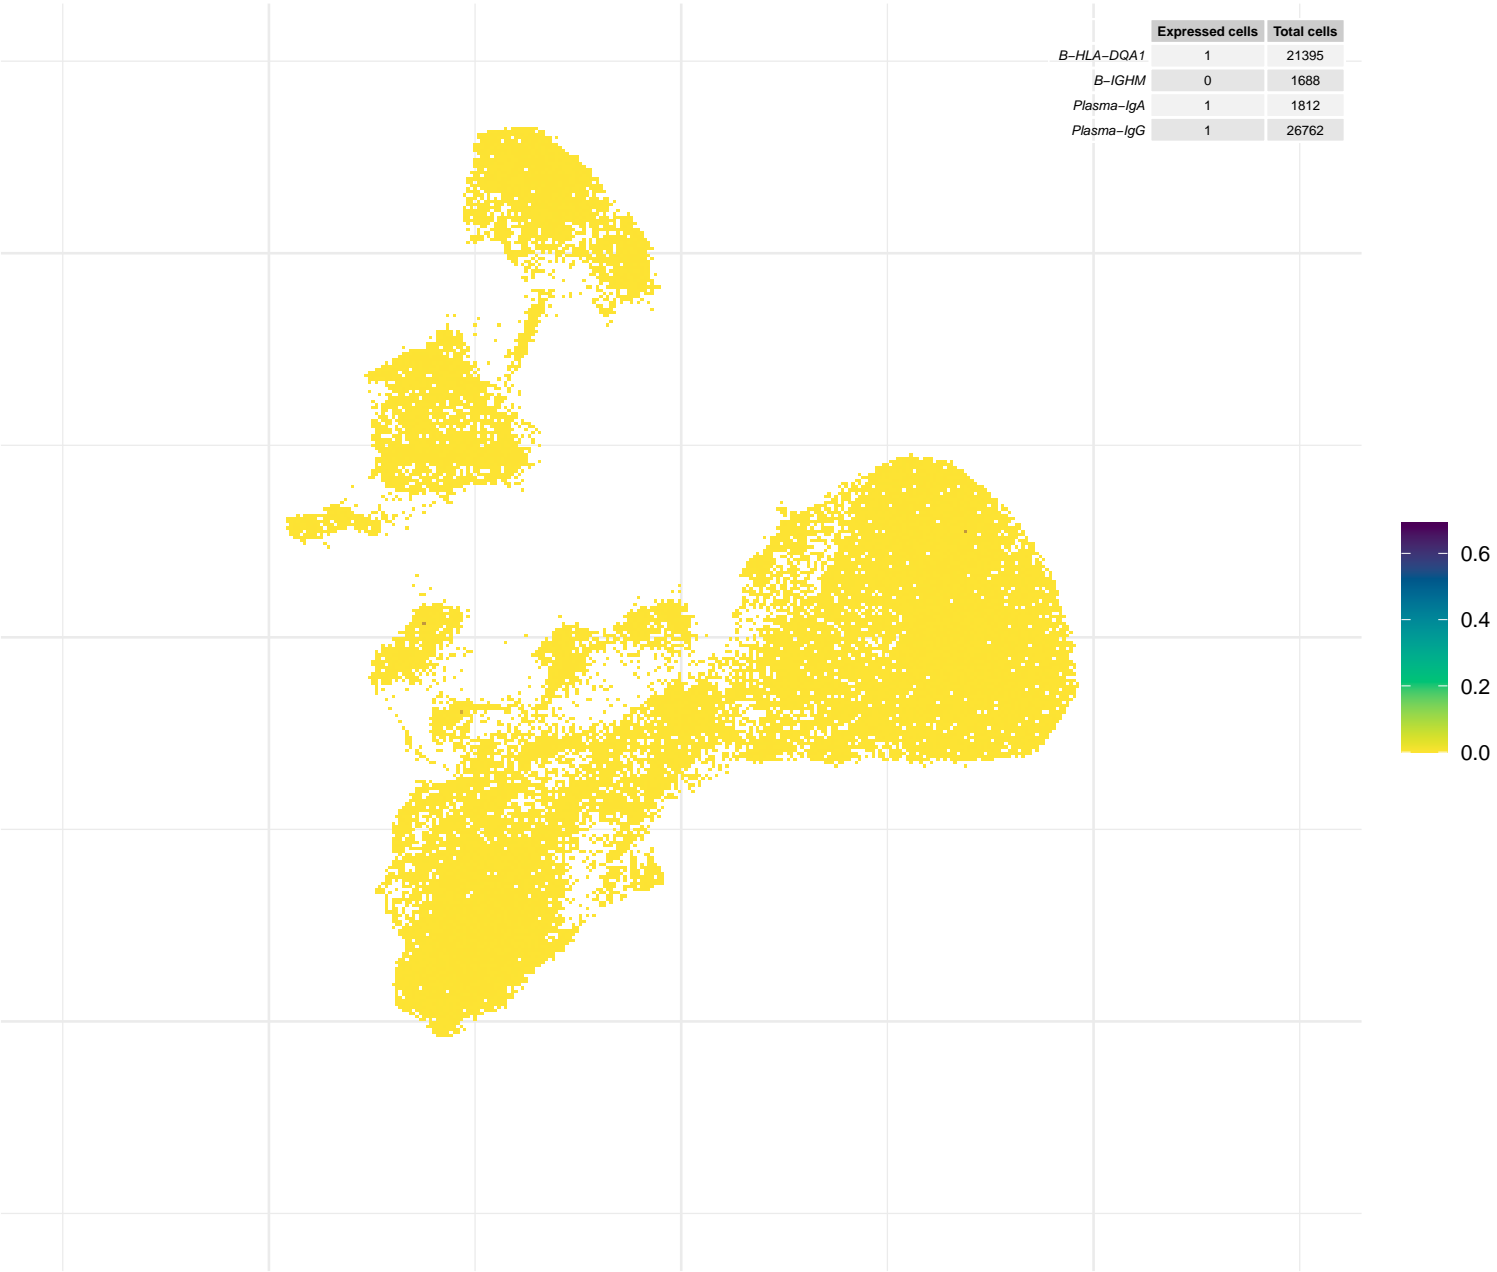 Expressed cells Total cells
B−HLA−DQA1 1 21395
B−IGHM 0 1688
Plasma−IgA 1 1812
Plasma−IgG 1 26762
0.6
0.4
0.2
0.0